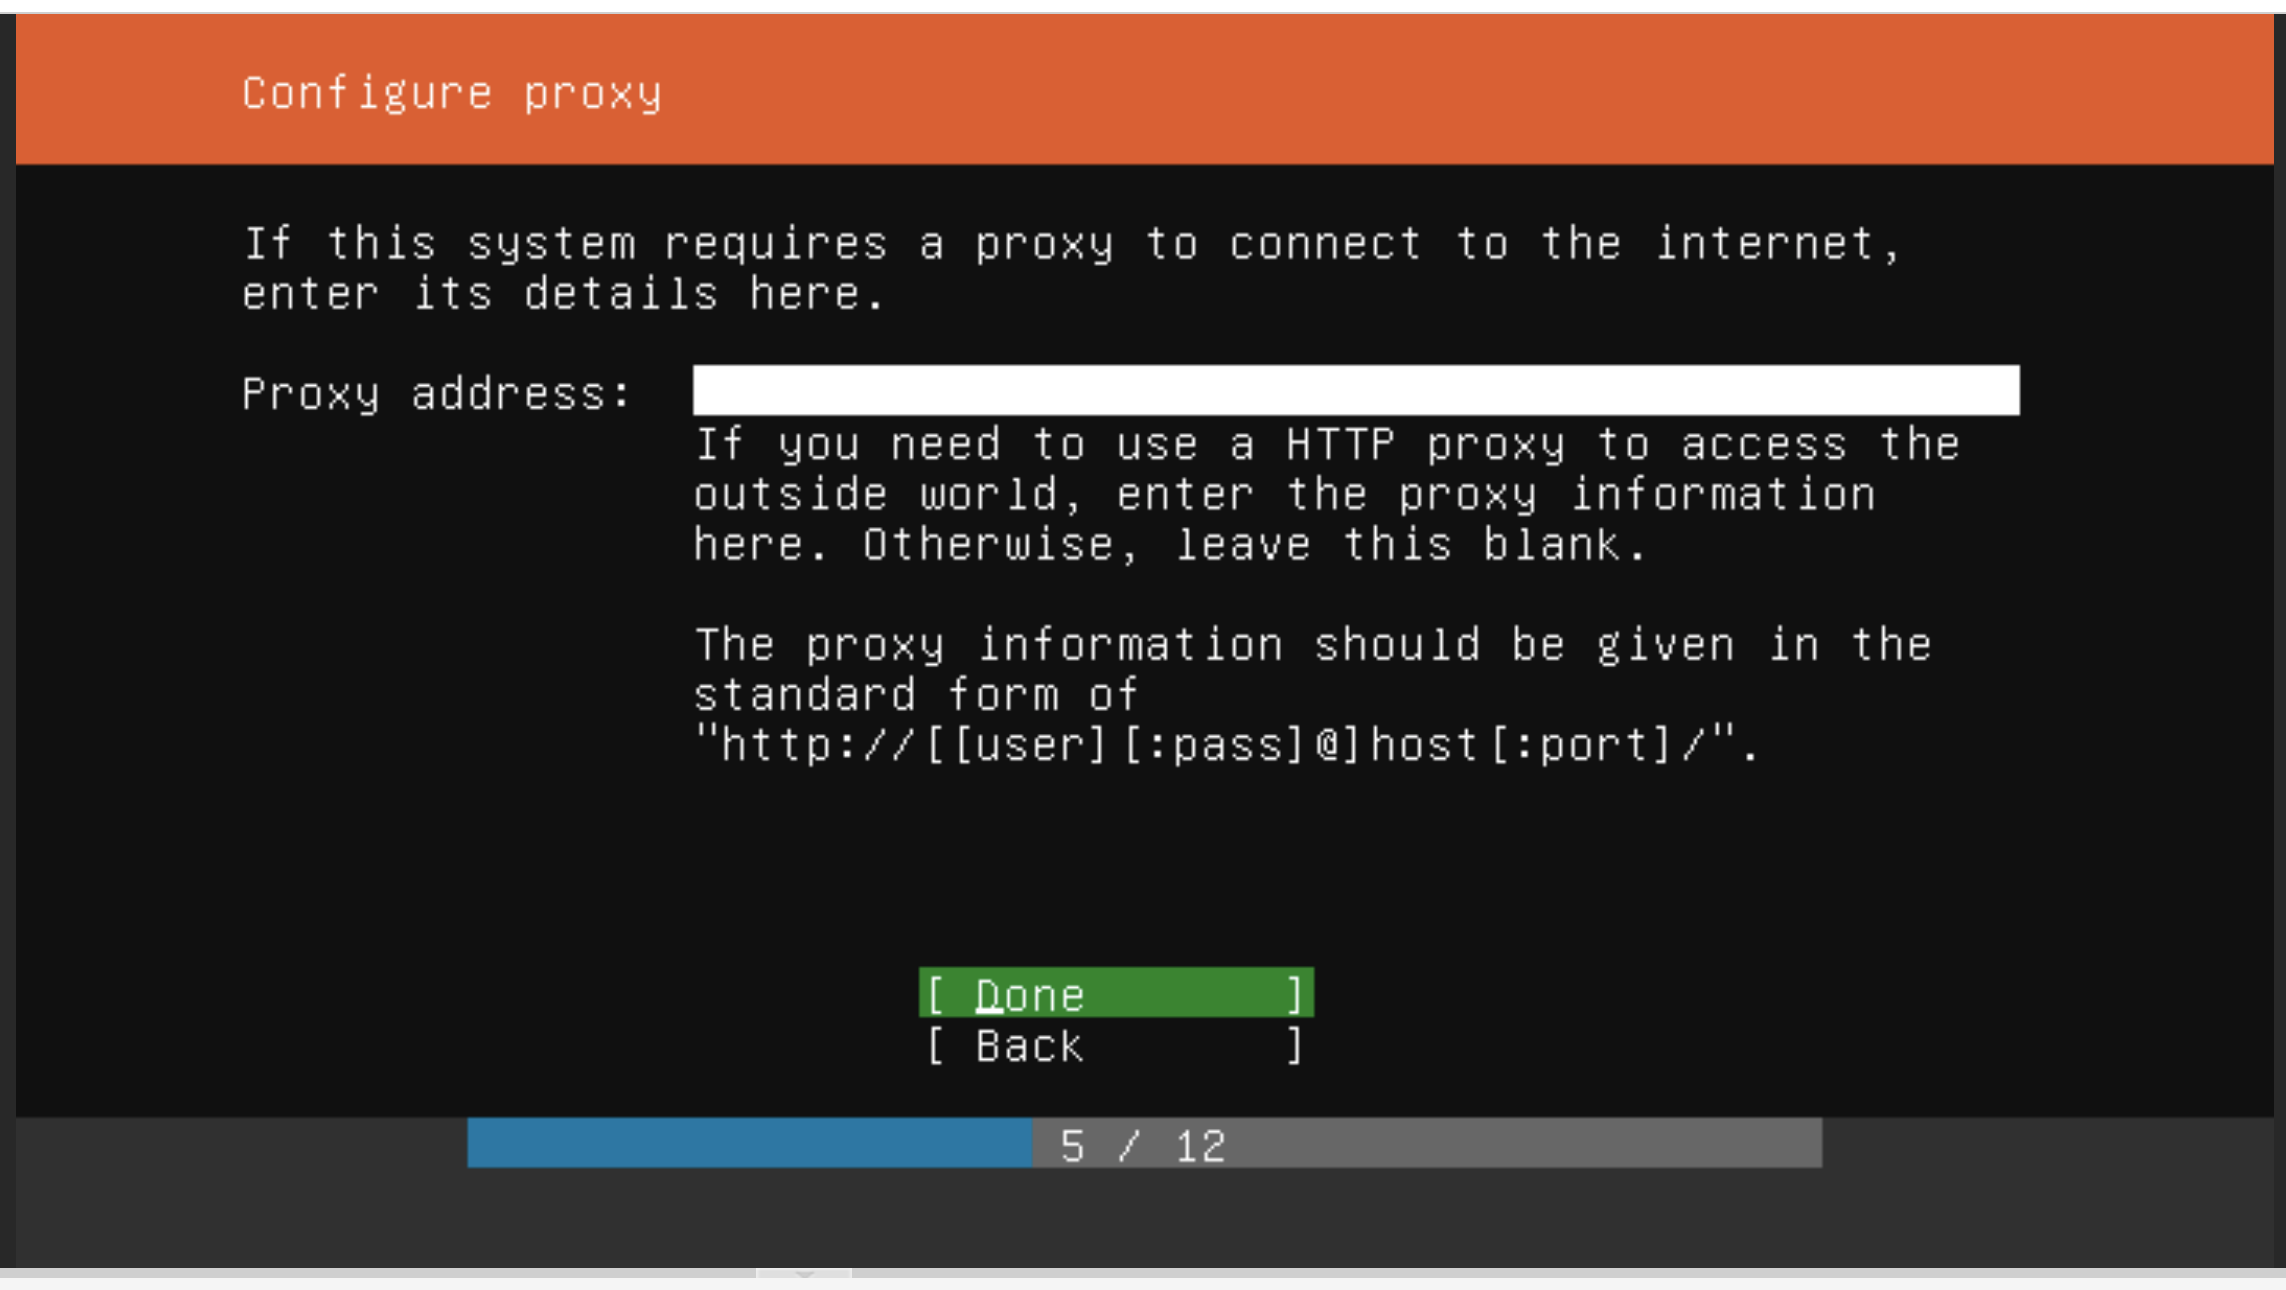 Configure proxy
If this system requires a proxy to connect to the internet,
enter its details here.
Proxy address:
If you need to use a HTTP proxy to access the
outside world, enter the proxy information
here. Otherwise, leave this blank.
The proxy information should be given in the
standard form of
"http://[[user][:pass]@]host[:port]/".
[ Done ]
[ Back ]
5 / 12